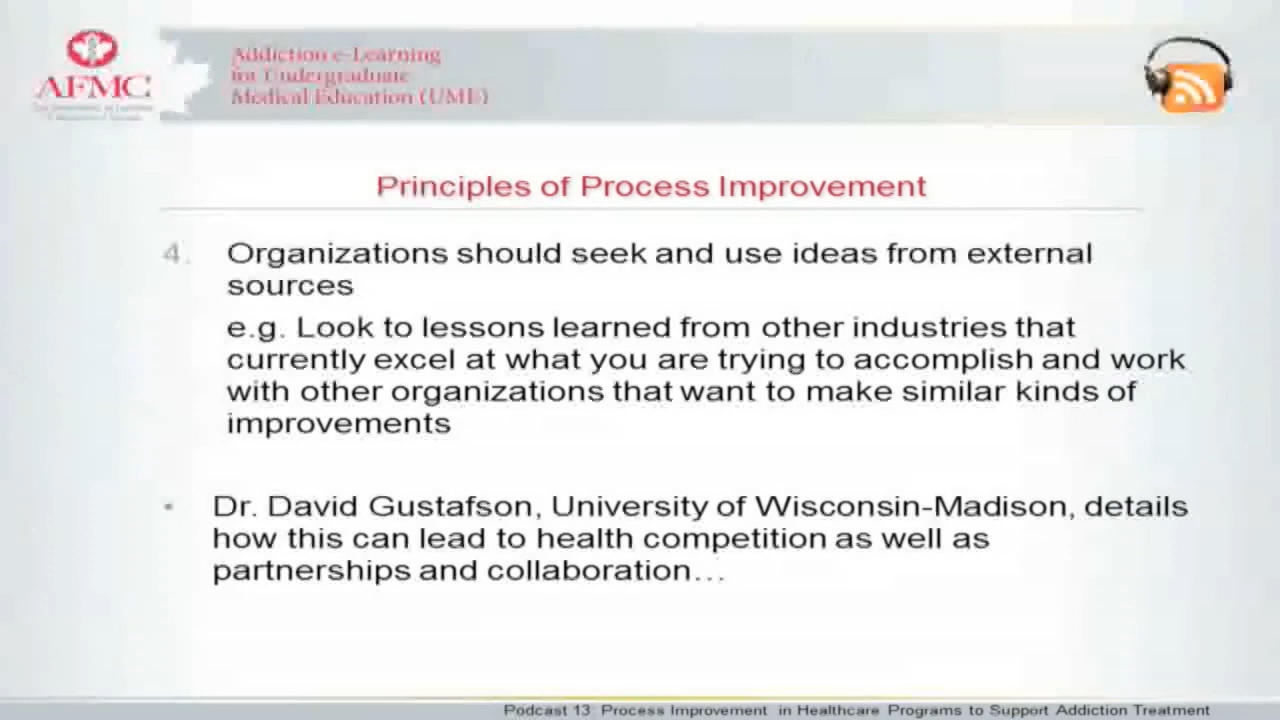 AFMC
Addiction e-Learning
for Undergraduate
Medical Education (UME)
Principles of Process Improvement
4. Organizations should seek and use ideas from external
sources
e.g. Look to lessons learned from other industries that
currently excel at what you are trying to accomplish and work
with other organizations that want to make similar kinds of
improvements
• Dr. David Gustafson, University of Wisconsin-Madison, details
how this can lead to health competition as well as
partnerships and collaboration...
Podcast 13: Process Improvement in Healthcare Programs to Support Addiction Treatment